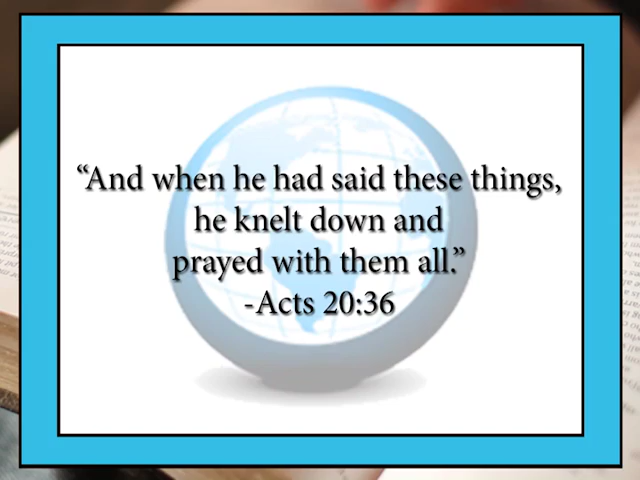 “And when he had said these things,
he knelt down and
prayed with them all.”
-Acts 20:36